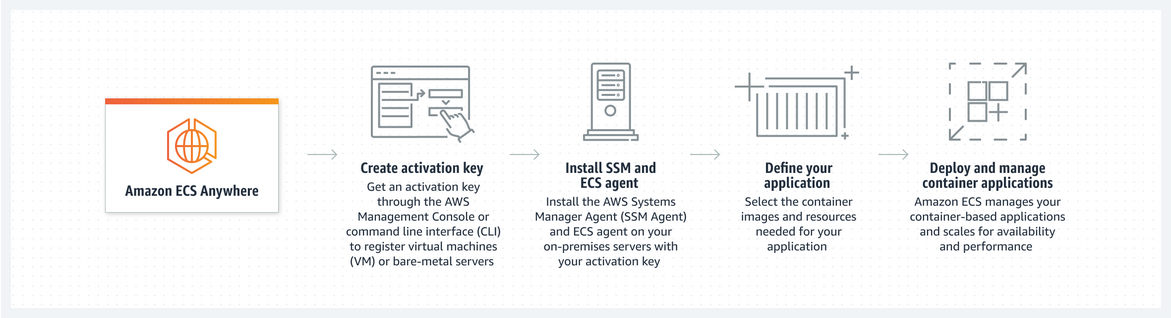 Amazon ECS Anywhere
Create activation key
Get an activation key
through the AWS
Management Console or
command line interface (CLI)
to register virtual machines
(VM) or bare-metal servers
Install SSM and
ECS agent
Install the AWS Systems
Manager Agent (SSM Agent)
and ECS agent on your
on-premises servers with
your activation key
Define your
application
Select the container
images and resources
needed for your
application
Deploy and manage
container applications
Amazon ECS manages your
container-based applications
and scales for availability
and performance